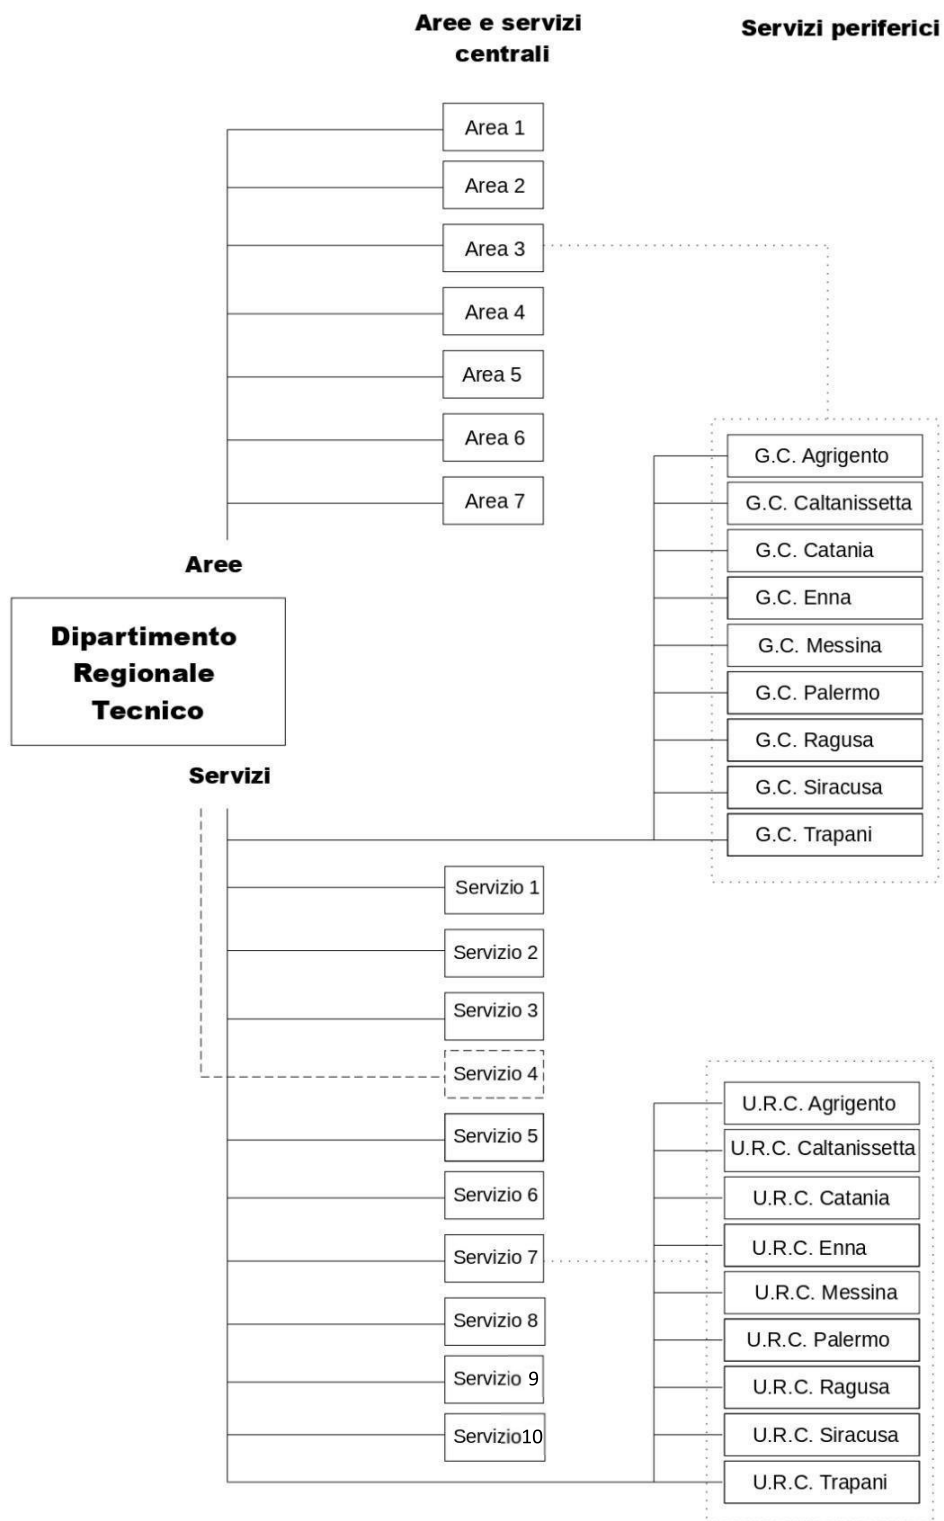 Aree e servizi
centrali
Servizi periferici
Area 1
Area 2
Area 3
Area 4
Area 5
Area 6
Area 7
G.C. Agrigento
G.C. Caltanissetta
G.C. Catania
G.C. Enna
G.C. Messina
G.C. Palermo
G.C. Ragusa
G.C. Siracusa
G.C. Trapani
Aree
Dipartimento
Regionale
Tecnico
Servizi
Servizio 1
Servizio 2
Servizio 3
Servizio 4
Servizio 5
Servizio 6
Servizio 7
Servizio 8
Servizio 9
Servizio10
U.R.C. Agrigento
U.R.C. Caltanissetta
U.R.C. Catania
U.R.C. Enna
U.R.C. Messina
U.R.C. Palermo
U.R.C. Ragusa
U.R.C. Siracusa
U.R.C. Trapani